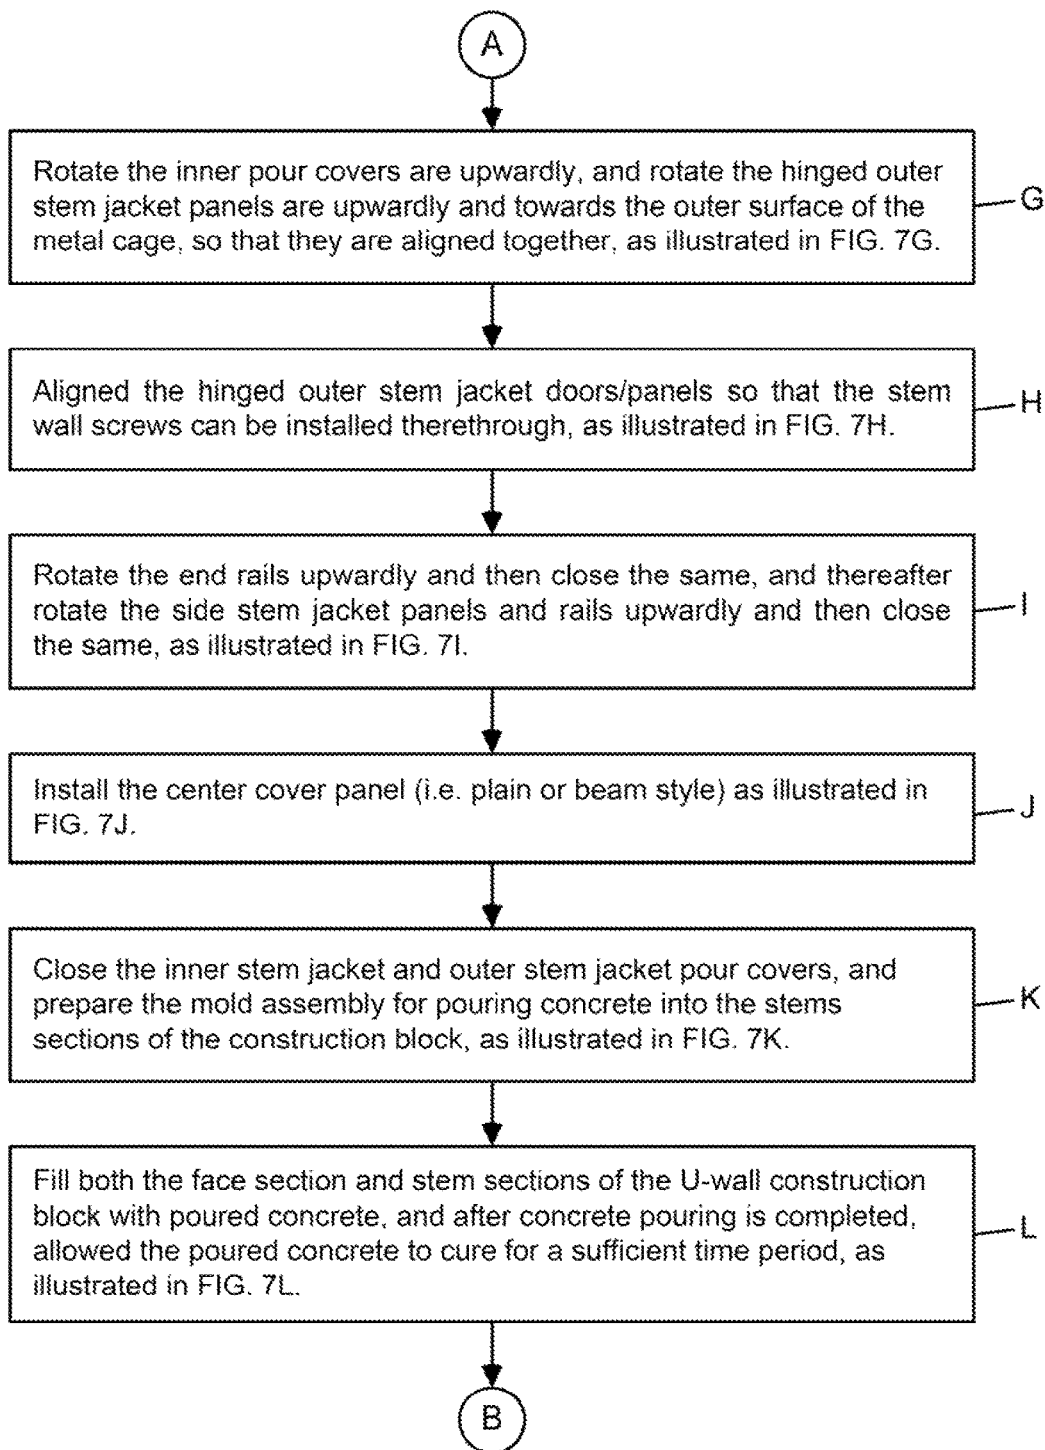 A
Rotate the inner pour covers are upwardly, and rotate the hinged outer
stem jacket panels are upwardly and towards the outer surface of the
metal cage, so that they are aligned together, as illustrated in FIG. 7G.
G
Aligned the hinged outer stem jacket doors/panels so that the stem
wall screws can be installed therethrough, as illustrated in FIG. 7H.
H
Rotate the end rails upwardly and then close the same, and thereafter
rotate the side stem jacket panels and rails upwardly and then close
the same, as illustrated in FIG. 7I.
I
Install the center cover panel (i.e. plain or beam style) as illustrated in
FIG. 7J.
J
Close the inner stem jacket and outer stem jacket pour covers, and
prepare the mold assembly for pouring concrete into the stems
sections of the construction block, as illustrated in FIG. 7K.
K
Fill both the face section and stem sections of the U-wall construction
block with poured concrete, and after concrete pouring is completed,
allowed the poured concrete to cure for a sufficient time period, as
illustrated in FIG. 7L.
L
B